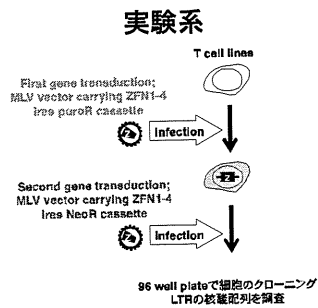 実験系
T cell lines
First gene transduction;
MLV vector carrying ZFN1-4
Ires puroR cassette
Infection
Second gene transduction;
MLV vector carrying ZFN1-4
Ires NeoR cassette
Infection
96 well plateで細胞のクローニング
LTRの核酸配列を調査